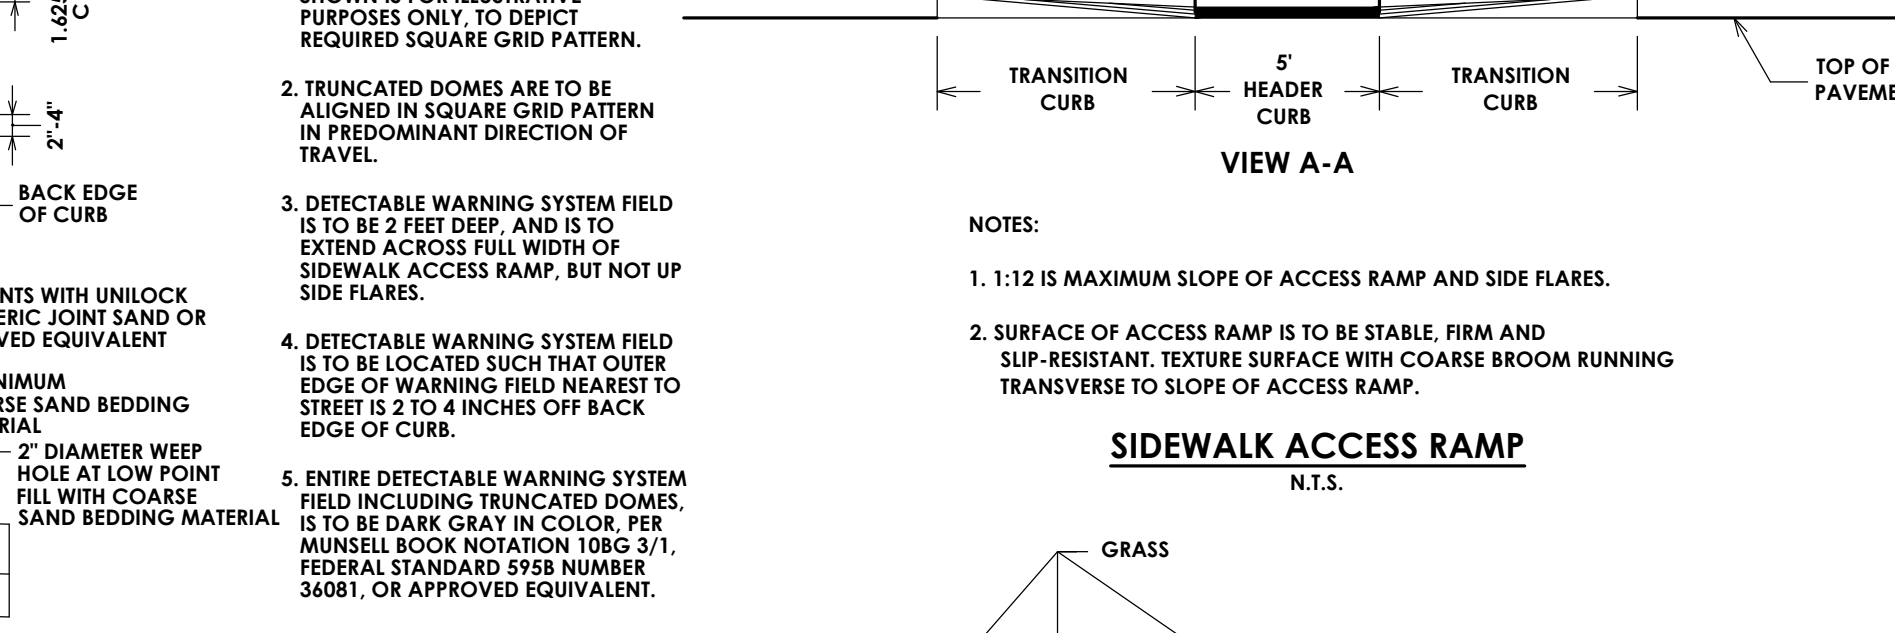 1.625
C
2"-4"
BACK EDGE
OF CURB
WITH UNILOCK
JOINT SAND OR
EQUIVALENT
SAND BEDDING
2" DIAMETER WEEP
HOLE AT LOW POINT
FILL WITH COARSE
SAND BEDDING MATERIAL
SHOWN IS FOR ILLUSTRATIVE
PURPOSES ONLY, TO DEPICT
REQUIRED SQUARE GRID PATTERN.
2. TRUNCATED DOMES ARE TO BE
ALIGNED IN SQUARE GRID PATTERN
IN PREDOMINANT DIRECTION OF
TRAVEL.
3. DETECTABLE WARNING SYSTEM FIELD
IS TO BE 2 FEET DEEP, AND IS TO
EXTEND ACROSS FULL WIDTH OF
SIDEWALK ACCESS RAMP, BUT NOT UP
SIDE FLARES.
4. DETECTABLE WARNING SYSTEM FIELD
IS TO BE LOCATED SUCH THAT OUTER
EDGE OF WARNING FIELD NEAREST TO
STREET IS 2 TO 4 INCHES OFF BACK
EDGE OF CURB.
5. ENTIRE DETECTABLE WARNING SYSTEM
FIELD INCLUDING TRUNCATED DOMES,
IS TO BE DARK GRAY IN COLOR, PER
MUNSELL BOOK NOTATION 10BG 3/1,
FEDERAL STANDARD 595B NUMBER
36081, OR APPROVED EQUIVALENT.
TRANSITION
CURB
5'
HEADER
CURB
TRANSITION
CURB
TOP OF
VIEW A-A
NOTES:
1. 1:12 IS MAXIMUM SLOPE OF ACCESS RAMP AND SIDE FLARES.
2. SURFACE OF ACCESS RAMP IS TO BE STABLE, FIRM AND
SLIP-RESISTANT. TEXTURE SURFACE WITH COARSE BROOM RUNNING
TRANSVERSE TO SLOPE OF ACCESS RAMP.
SIDEWALK ACCESS RAMP
N.T.S.
GRASS